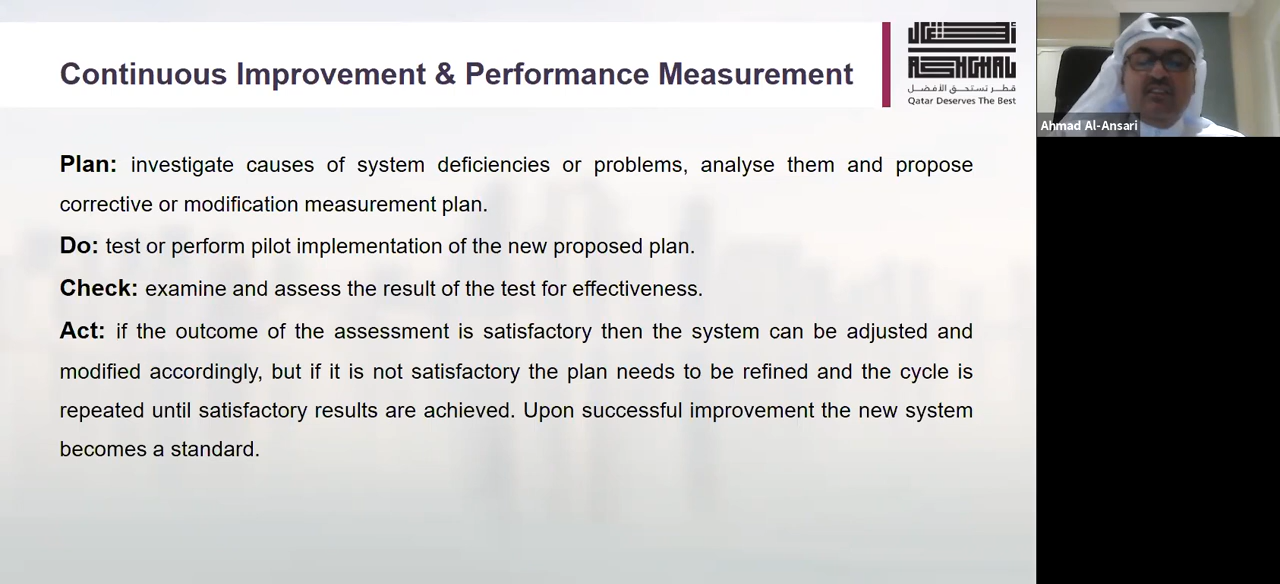 Continuous Improvement & Performance Measurement
أشغال
ASHGHAL
قطر تستحق الأفضل
Qatar Deserves The Best
Ahmad Al-Ansari
Plan: investigate causes of system deficiencies or problems, analyse them and propose
corrective or modification measurement plan.
Do: test or perform pilot implementation of the new proposed plan.
Check: examine and assess the result of the test for effectiveness.
Act: if the outcome of the assessment is satisfactory then the system can be adjusted and
modified accordingly, but if it is not satisfactory the plan needs to be refined and the cycle is
repeated until satisfactory results are achieved. Upon successful improvement the new system
becomes a standard.